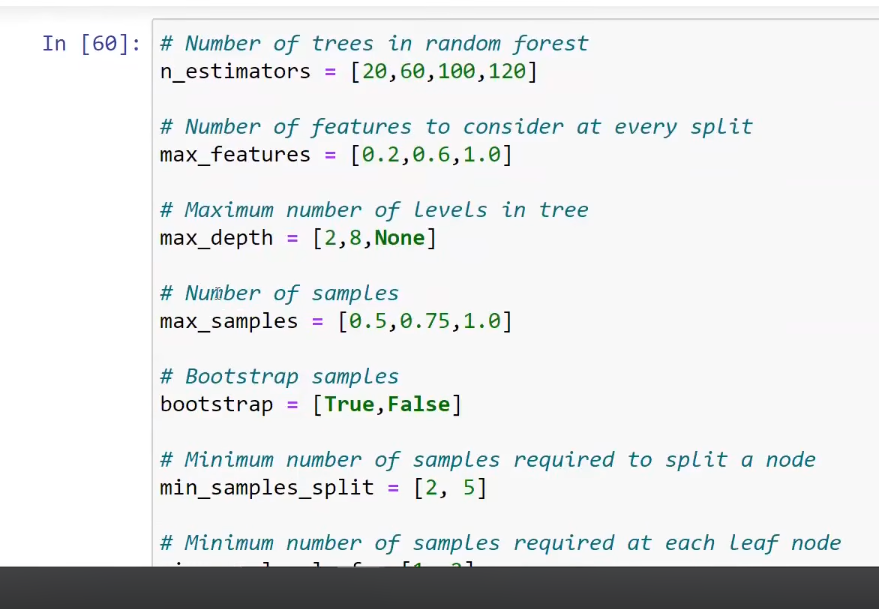 In [60]: # Number of trees in random forest
n_estimators = [20,60,100,120]
# Number of features to consider at every split
max_features = [0.2,0.6,1.0]
# Maximum number of levels in tree
max_depth = [2,8,None]
# Number of samples
max_samples = [0.5,0.75,1.0]
# Bootstrap samples
bootstrap = [True,False]
# Minimum number of samples required to split a node
min_samples_split = [2, 5]
# Minimum number of samples required at each leaf node